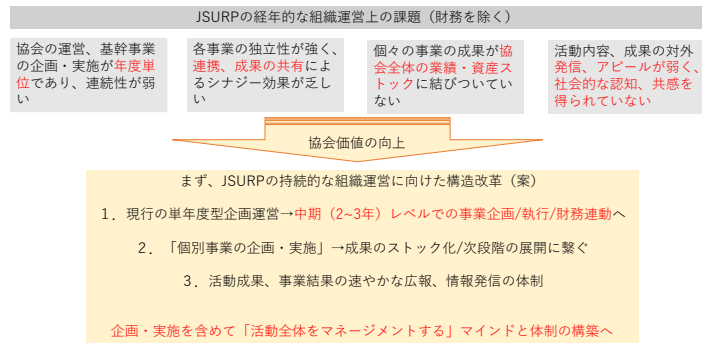 JSURPの経年的な組織運営上の課題（財務を除く）
協会の運営、基幹事業
の企画・実施が年度単
位であり、連続性が弱
い
各事業の独立性が強く、
連携、成果の共有によ
るシナジー効果が乏し
い
個々の事業の成果が協
会全体の業績・資産ス
トックに結びついてい
ない
活動内容、成果の対外
発信、アピールが弱く、
社会的な認知、共感を
得られていない
協会価値の向上
まず、JSURPの持続的な組織運営に向けた構造改革（案）
1．現行の単年度型企画運営→中期（2~3年）レベルでの事業企画/執行/財務連動へ
2．「個別事業の企画・実施」→成果のストック化/次段階の展開に繋ぐ
3．活動成果、事業結果の速やかな広報、情報発信の体制
企画・実施を含めて「活動全体をマネージメントする」マインドと体制の構築へ